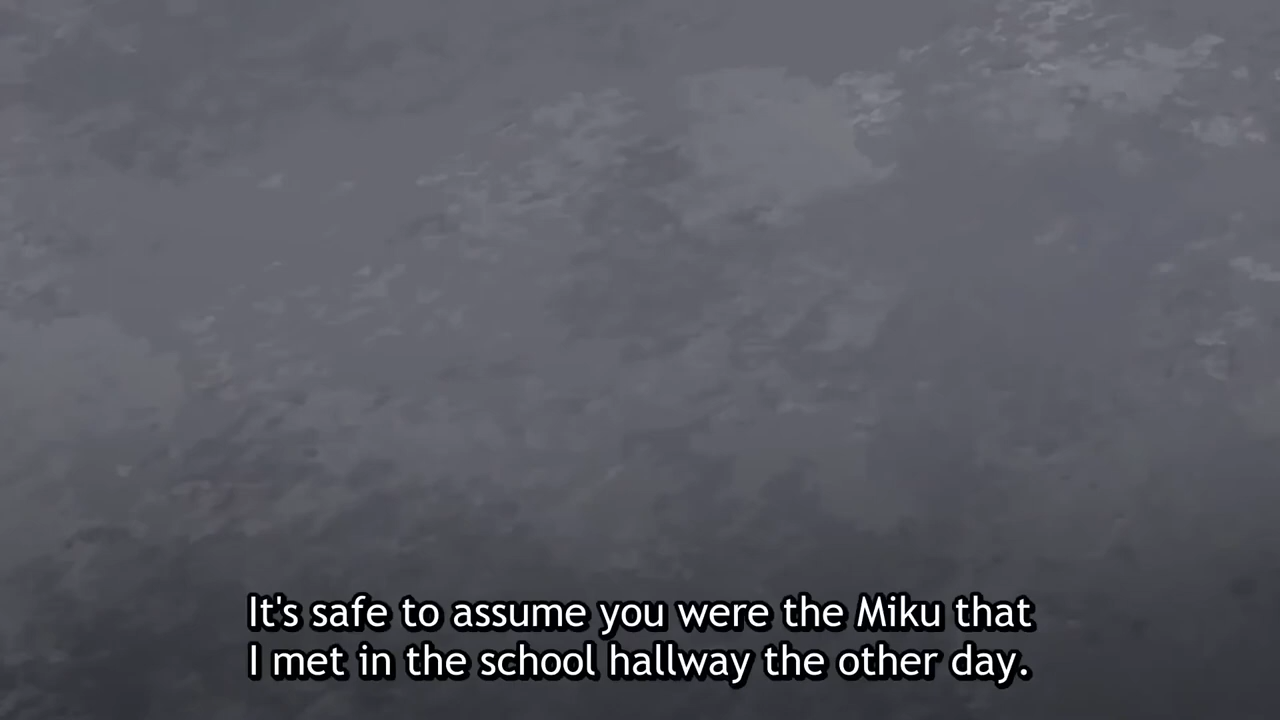 It's safe to assume you were the Miku that
I met in the school hallway the other day.